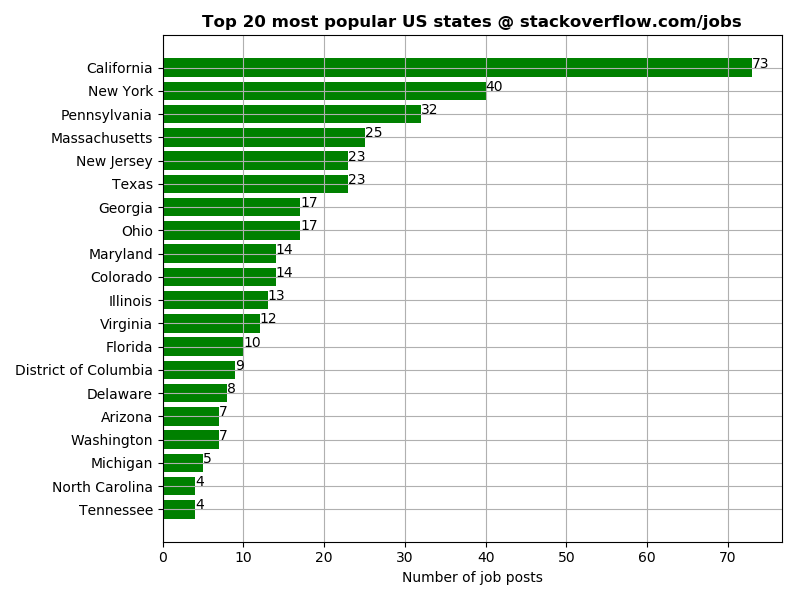 Top 20 most popular US states @ stackoverflow.com/jobs
California 73
New York 40
Pennsylvania 32
Massachusetts 25
New Jersey 23
Texas 23
Georgia 17
Ohio 17
Maryland 14
Colorado 14
Illinois 13
Virginia 12
Florida 10
District of Columbia 9
Delaware 8
Arizona 7
Washington 7
Michigan 5
North Carolina 4
Tennessee 4
0 10 20 30 40 50 60 70
Number of job posts